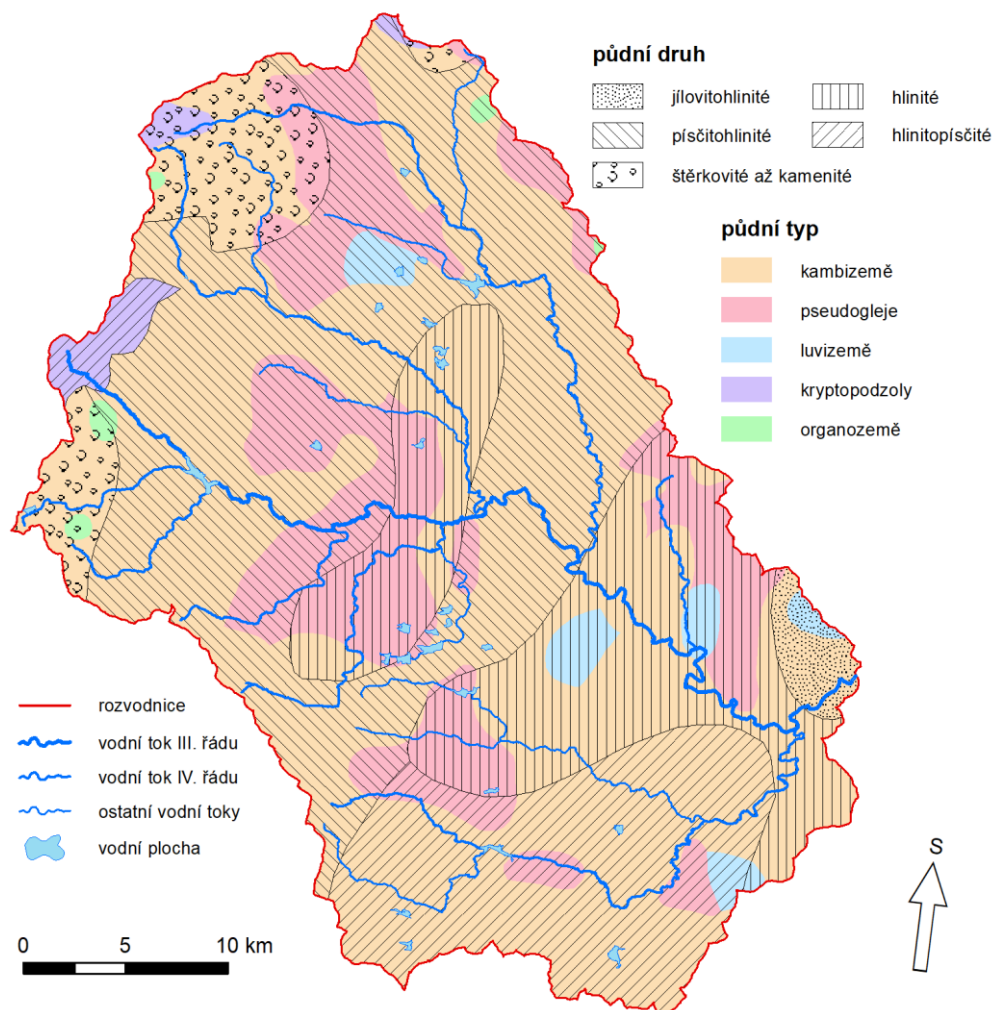 půdní druh
jílovitohlinité
hlinité
písčitohlinité
hlinitopísčité
štěrkovité až kamenité
půdní typ
kambizemě
pseudogleje
luvizemě
kryptopodzoly
organozemě
rozvodnice
vodní tok III. řádu
vodní tok IV. řádu
ostatní vodní toky
vodní plocha
0 5 10 km
S